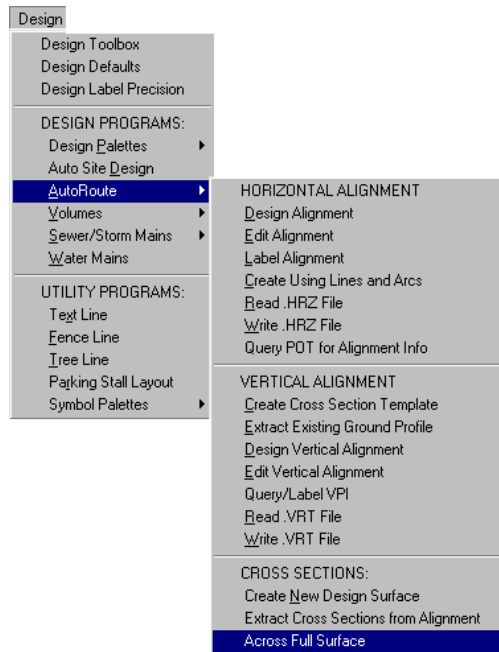 Design
Design Toolbox
Design Defaults
Design Label Precision
DESIGN PROGRAMS:
Design Palettes
Auto Site Design
AutoRoute
Volumes
Sewer/Storm Mains
Water Mains
UTILITY PROGRAMS:
Text Line
Fence Line
Tree Line
Parking Stall Layout
Symbol Palettes
HORIZONTAL ALIGNMENT
Design Alignment
Edit Alignment
Label Alignment
Create Using Lines and Arcs
Read .HRZ File
Write .HRZ File
Query POT for Alignment Info
VERTICAL ALIGNMENT
Create Cross Section Template
Extract Existing Ground Profile
Design Vertical Alignment
Edit Vertical Alignment
Query/Label VPI
Read .VRT File
Write .VRT File
CROSS SECTIONS:
Create New Design Surface
Extract Cross Sections from Alignment
Across Full Surface